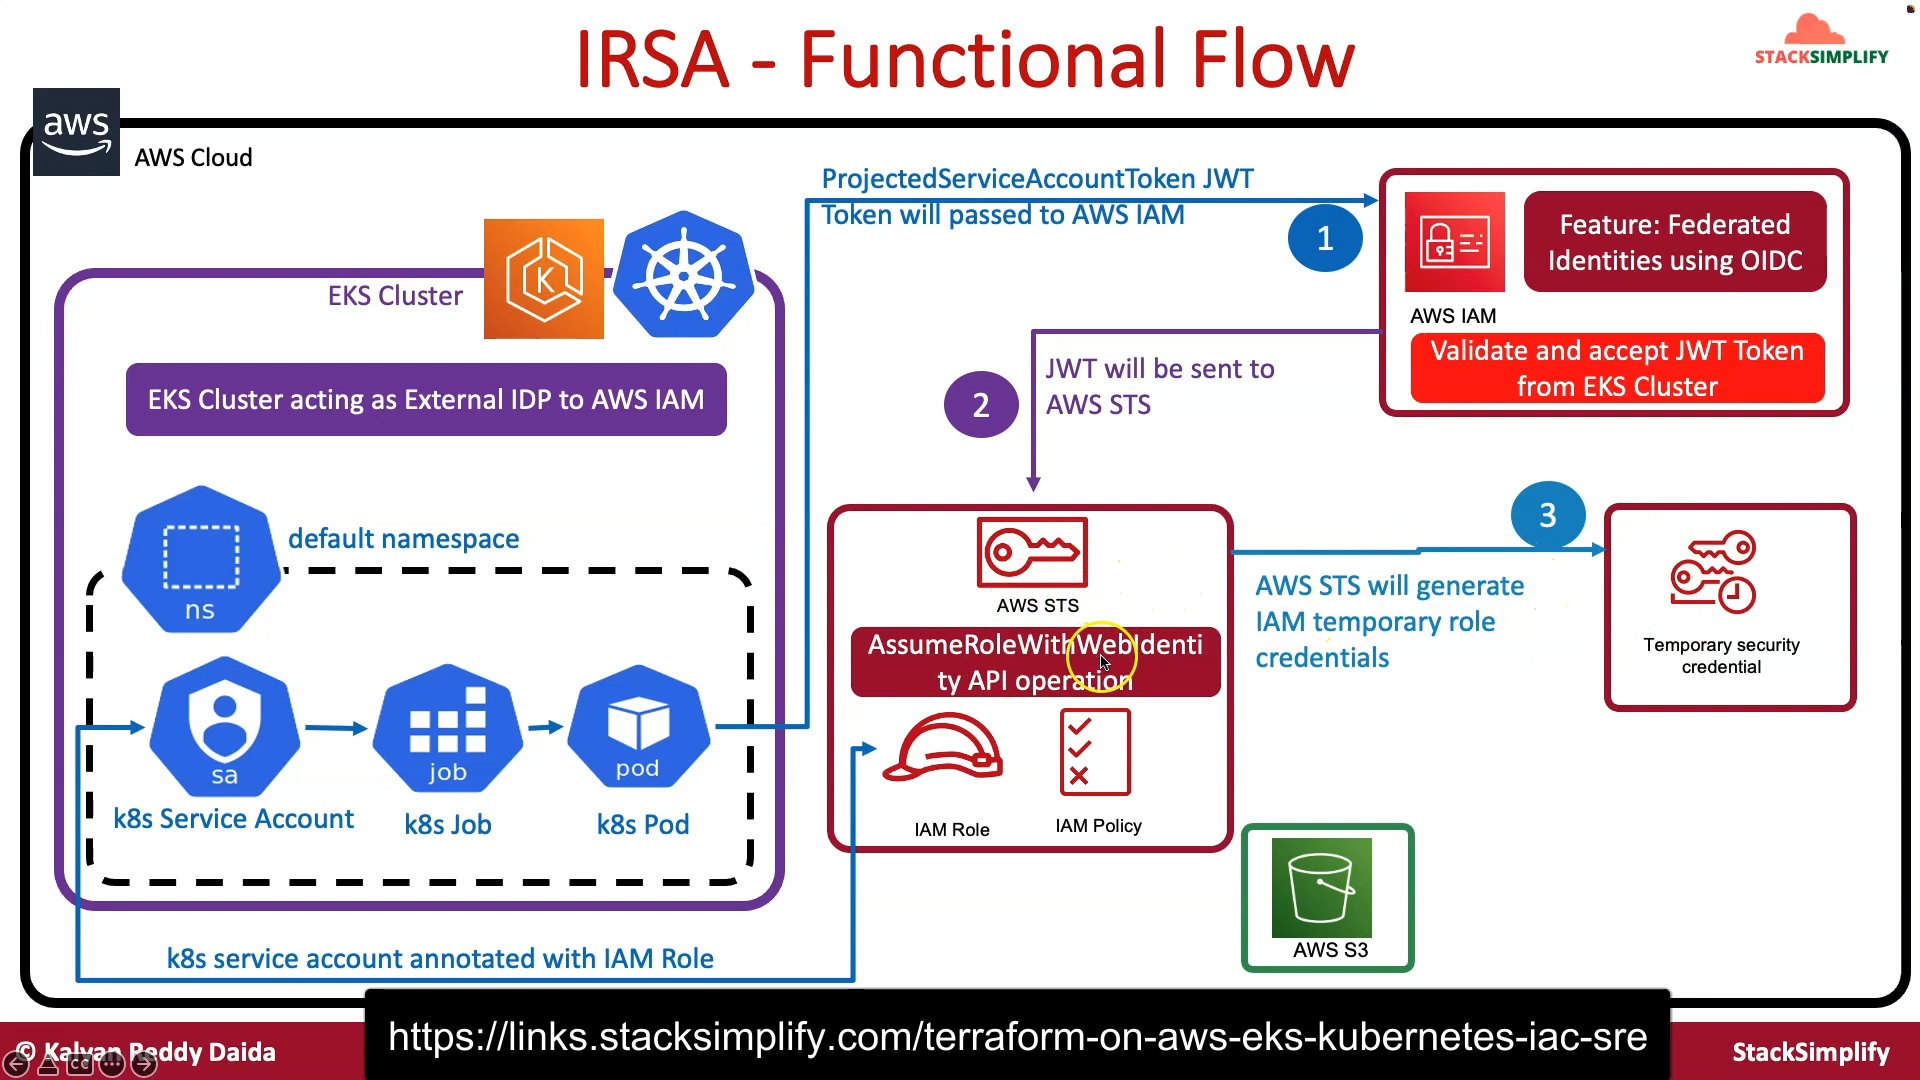 IRSA - Functional Flow
STACKSIMPLIFY
aws
AWS Cloud
ProjectedServiceAccountToken JWT
Token will passed to AWS IAM
1
Feature: Federated
Identities using OIDC
AWS IAM
Validate and accept JWT Token
from EKS Cluster
EKS Cluster
K
EKS Cluster acting as External IDP to AWS IAM
2
JWT will be sent to
AWS STS
default namespace
ns
sa
job
pod
k8s Service Account
k8s Job
k8s Pod
AWS STS
AssumeRoleWithWebIdenti
ty API operation
IAM Role
IAM Policy
3
AWS STS will generate
IAM temporary role
credentials
Temporary security
credential
AWS S3
k8s service account annotated with IAM Role
https://links.stacksimplify.com/terraform-on-aws-eks-kubernetes-iac-sre
© Kalyan Reddy Daida
CC
StackSimplify